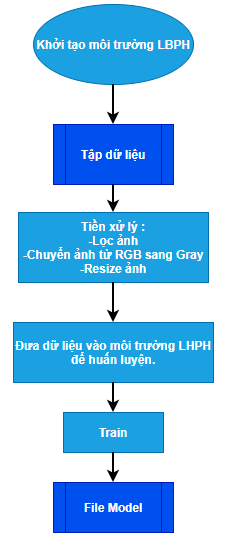 Khởi tạo môi trường LBPH
Tập dữ liệu
Tiền xử lý :
-Lọc ảnh
-Chuyển ảnh từ RGB sang Gray
-Resize ảnh
Đưa dữ liệu vào môi trường LHPH
để huấn luyện.
Train
File Model